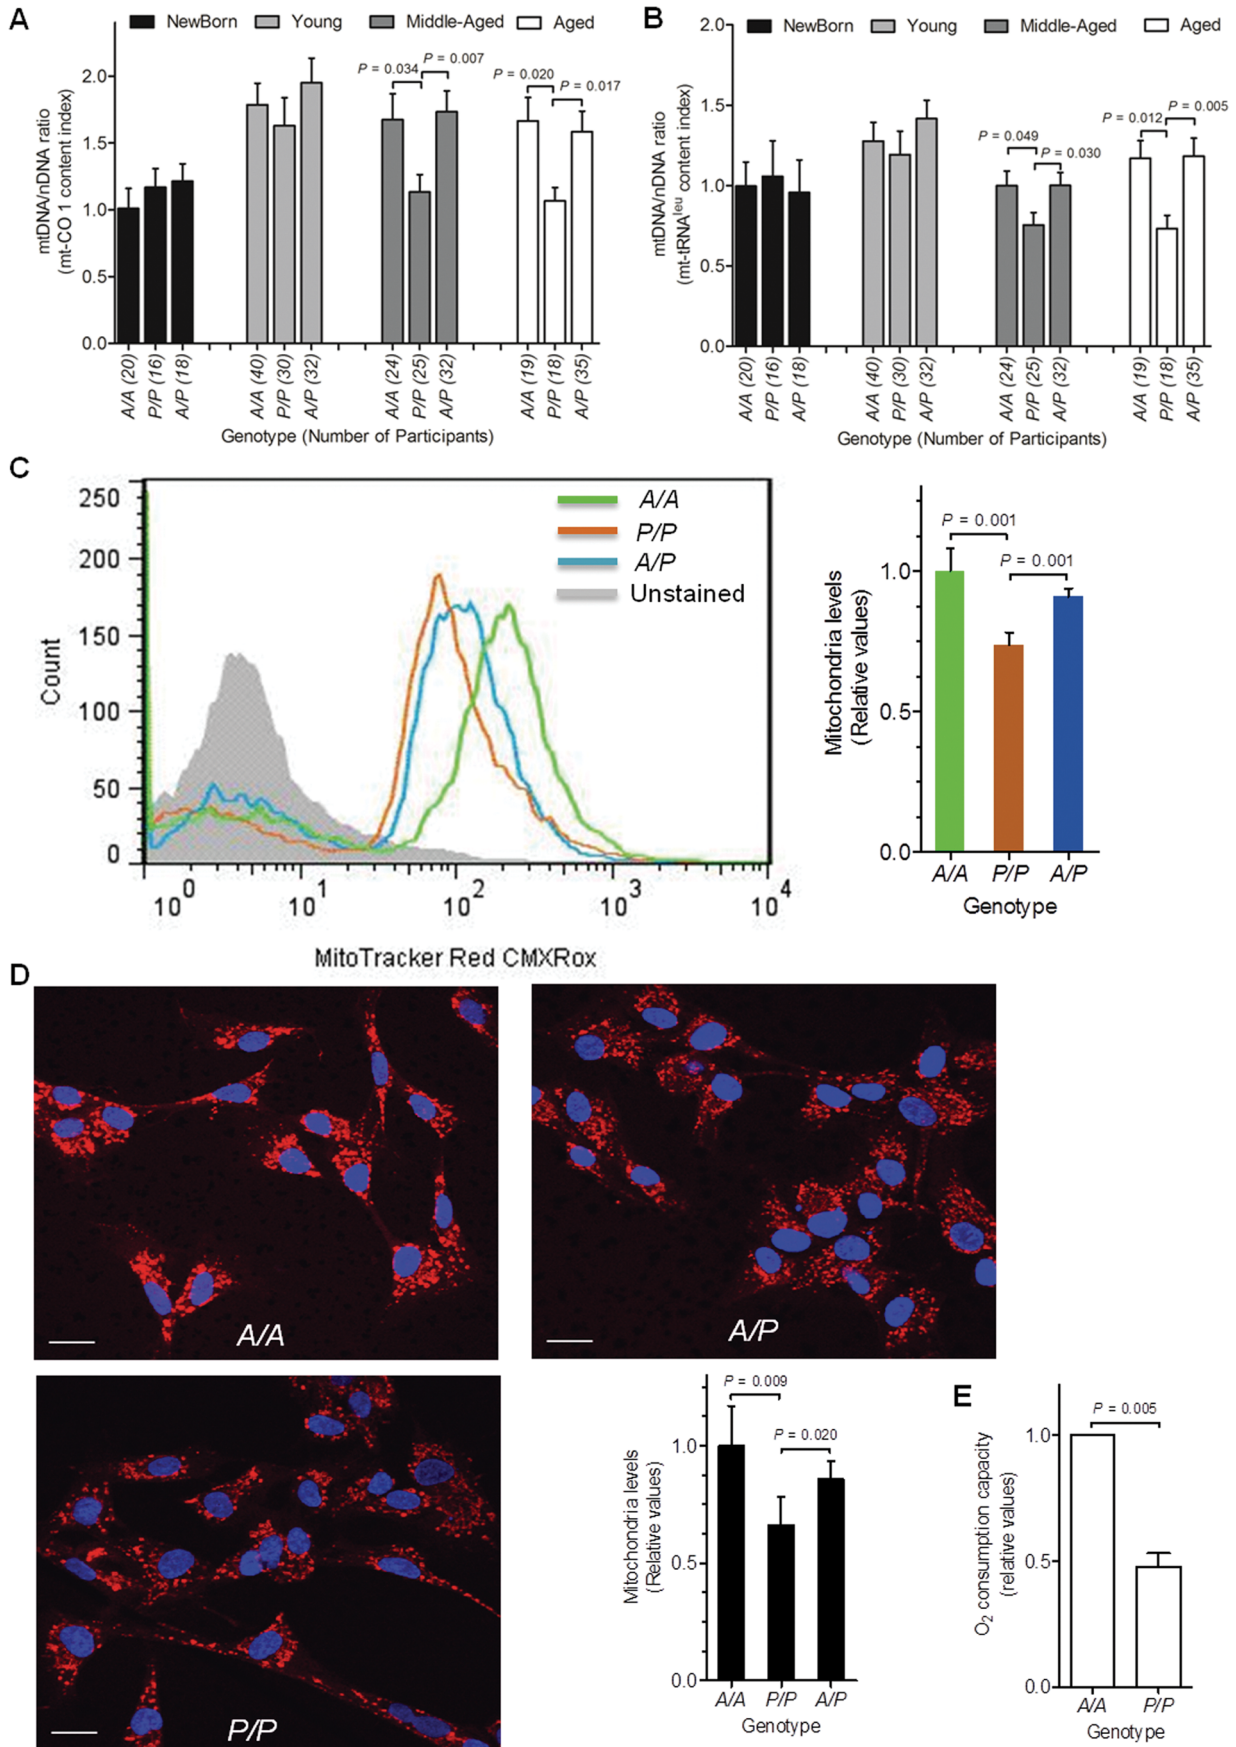 A
NewBorn Young Middle-Aged Aged
mtDNA/nDNA ratio
(mt-CO 1 content index)
2.0
1.5
1.0
0.5
0.0
P = 0.034
P = 0.007
P = 0.020
P = 0.017
A/A (20)
P/P (16)
A/P (18)
A/A (40)
P/P (30)
A/P (32)
A/A (24)
P/P (25)
A/P (32)
A/A (19)
P/P (18)
A/P (35)
Genotype (Number of Participants)
B
NewBorn Young Middle-Aged Aged
mtDNA/nDNA ratio
(mt-tRNAleu content index)
2.0
1.5
1.0
0.5
0.0
P = 0.049
P = 0.030
P = 0.012
P = 0.005
A/A (20)
P/P (16)
A/P (18)
A/A (40)
P/P (30)
A/P (32)
A/A (24)
P/P (25)
A/P (32)
A/A (19)
P/P (18)
A/P (35)
Genotype (Number of Participants)
C
Count
250
200
150
100
50
0
A/A
P/P
A/P
Unstained
10^0 10^1 10^2 10^3 10^4
MitoTracker Red CMXRox
Mitochondria levels
(Relative values)
1.0
0.5
0.0
P = 0.001
P = 0.001
A/A P/P A/P
Genotype
D
A/A
A/P
P/P
Mitochondria levels
(Relative values)
1.0
0.5
0.0
P = 0.009
P = 0.020
A/A P/P A/P
Genotype
E
O2 consumption capacity
(relative values)
1.0
0.5
0.0
P = 0.005
A/A P/P
Genotype